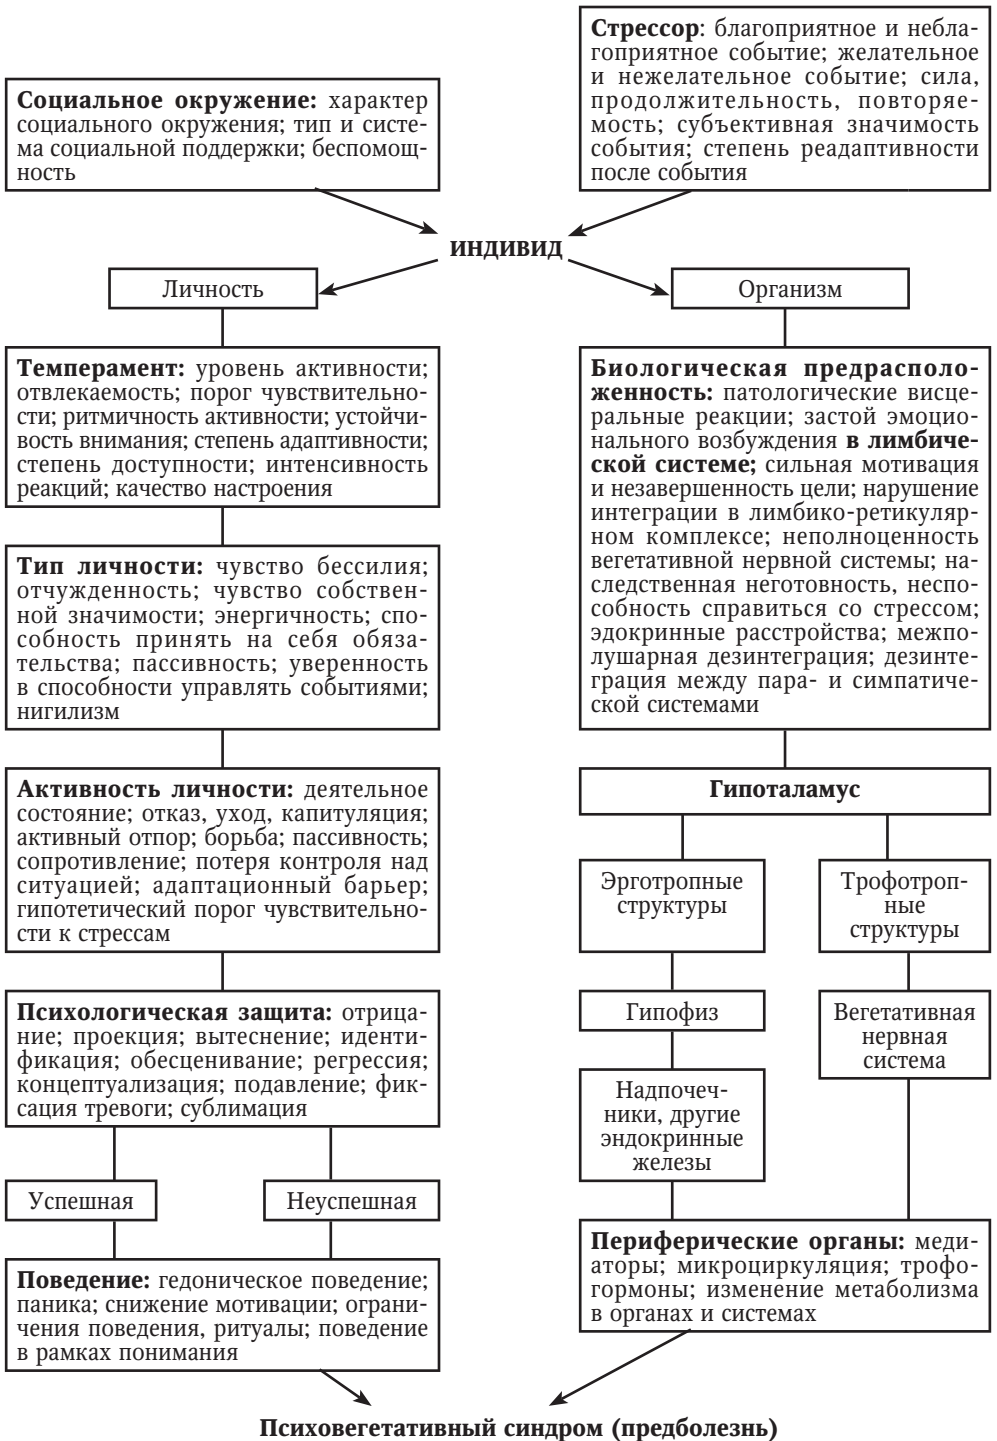 Стрессор: благоприятное и небла-
гоприятное событие; желательное
и нежелательное событие; сила,
продолжительность, повторяе-
мость; субъективная значимость
события; степень реадаптивности
после события
Социальное окружение: характер
социального окружения; тип и систе-
ма социальной поддержки; беспомощ-
ность
ИНДИВИД
Личность
Организм
Темперамент: уровень активности;
отвлекаемость; порог чувствительно-
сти; ритмичность активности; устойчи-
вость внимания; степень адаптивности;
степень доступности; интенсивность
реакций; качество настроения
Тип личности: чувство бессилия;
отчужденность; чувство собствен-
ной значимости; энергичность; спо-
собность принять на себя обяза-
тельства; пассивность; уверенность
в способности управлять событиями;
нигилизм
Активность личности: деятельное
состояние; отказ, уход, капитуляция;
активный отпор; борьба; пассивность;
сопротивление; потеря контроля над
ситуацией; адаптационный барьер;
гипотетический порог чувствительно-
сти к стрессам
Психологическая защита: отрица-
ние; проекция; вытеснение; иденти-
фикация; обесценивание; регрессия;
концептуализация; подавление; фик-
сация тревоги; сублимация
Успешная
Неуспешная
Поведение: гедоническое поведение;
паника; снижение мотивации; ограни-
чения поведения, ритуалы; поведение
в рамках понимания
Биологическая предрасполо-
женность: патологические висце-
ральные реакции; застой эмоцио-
нального возбуждения в лимбиче-
ской системе; сильная мотивация
и незавершенность цели; нарушение
интеграции в лимбико-ретикуляр-
ном комплексе; неполноценность
вегетативной нервной системы; на-
следственная неготовность, неспо-
собность справиться со стрессом;
эдокринные расстройства; межпо-
лушарная дезинтеграция; дезинте-
грация между пара- и симпатиче-
ской системами
Гипоталамус
Эрготропные
структуры
Трофотроп-
ные
структуры
Гипофиз
Вегетативная
нервная
система
Надпочеч-
ники, другие
эндокринные
железы
Периферические органы: меди-
аторы; микроциркуляция; трофо-
гормоны; изменение метаболизма
в органах и системах
Психовегетативный синдром (предболезнь)